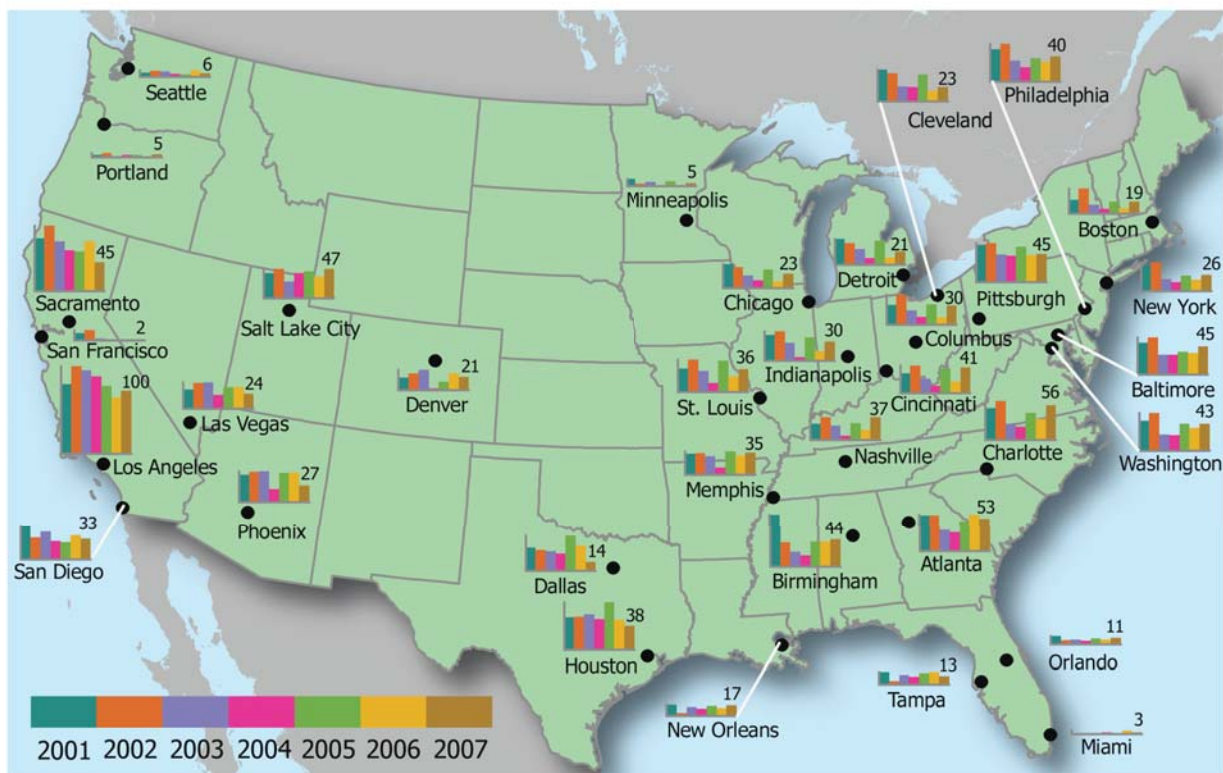 6
Seattle
5
Portland
45
Sacramento
2
San Francisco
100
Los Angeles
33
San Diego
47
Salt Lake City
24
Las Vegas
27
Phoenix
21
Denver
5
Minneapolis
23
Chicago
21
Detroit
23
Cleveland
40
Philadelphia
19
Boston
26
New York
45
Pittsburgh
30
Columbus
30
Indianapolis
41
Cincinnati
36
St. Louis
37
Nashville
35
Memphis
45
Baltimore
43
Washington
56
Charlotte
53
Atlanta
44
Birmingham
14
Dallas
38
Houston
17
New Orleans
13
Tampa
11
Orlando
3
Miami
2001 2002 2003 2004 2005 2006 2007